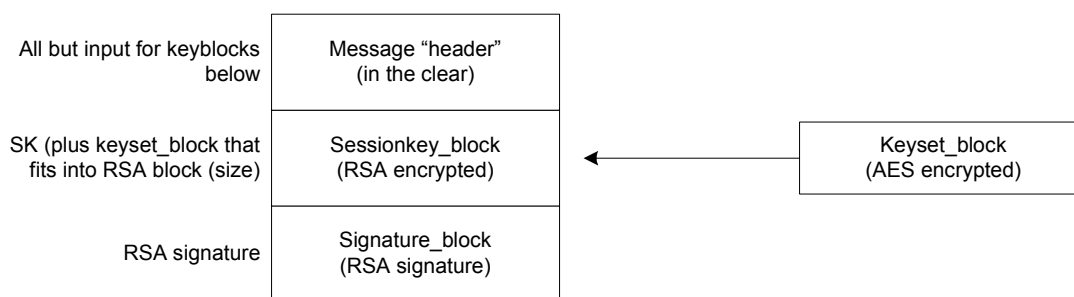 All but input for keyblocks
below
Message “header”
(in the clear)
SK (plus keyset_block that
fits into RSA block (size)
Sessionkey_block
(RSA encrypted)
Keyset_block
(AES encrypted)
RSA signature
Signature_block
(RSA signature)